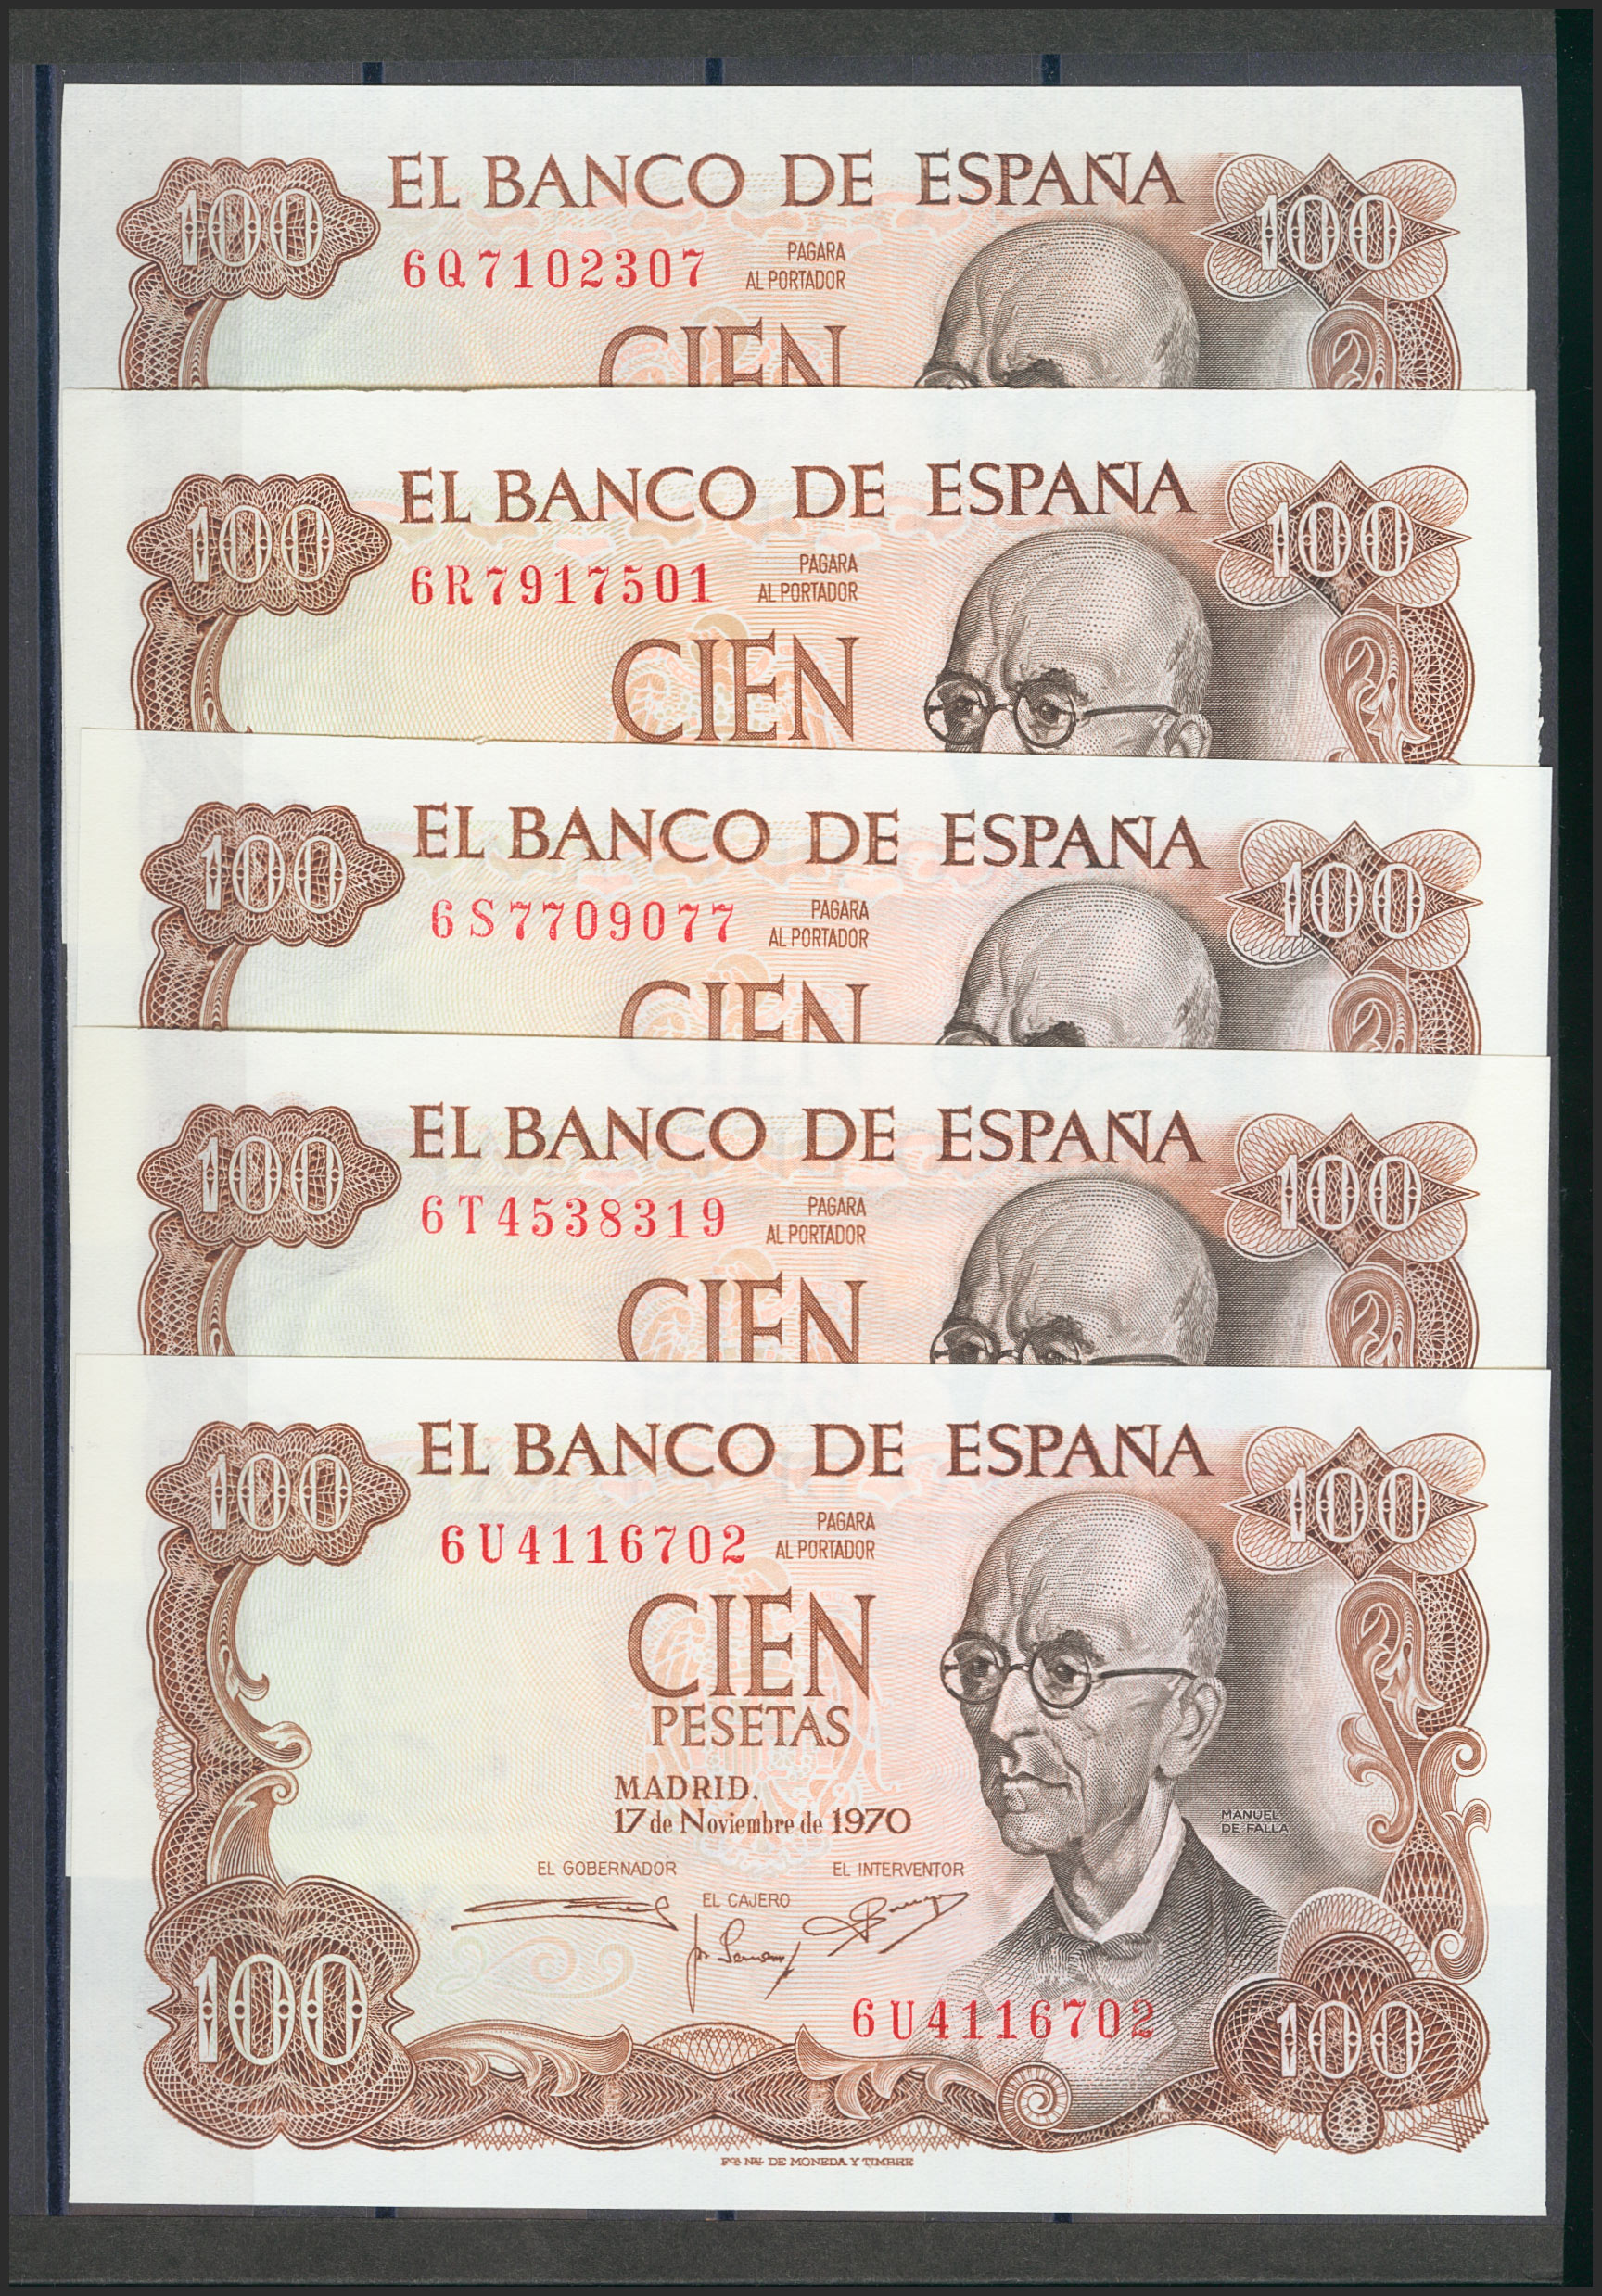 EL BANCO DE ESPAÑA
100 100
6Q7102307
PAGARA
AL PORTADOR
CIEN
EL BANCO DE ESPAÑA
100 100
6R7917501
PAGARA
AL PORTADOR
CIEN
EL BANCO DE ESPAÑA
100 100
6S7709077
PAGARA
AL PORTADOR
CIEN
EL BANCO DE ESPAÑA
100 100
6T4538319
PAGARA
AL PORTADOR
CIEN
EL BANCO DE ESPAÑA
100 100
6U4116702
PAGARA
AL PORTADOR
CIEN
PESETAS
MADRID,
17 de Noviembre de 1970
MANUEL
DE FALLA
EL GOBERNADOR
EL INTERVENTOR
EL CAJERO
6U4116702
100 100
DE MONEDA Y TIMBRE